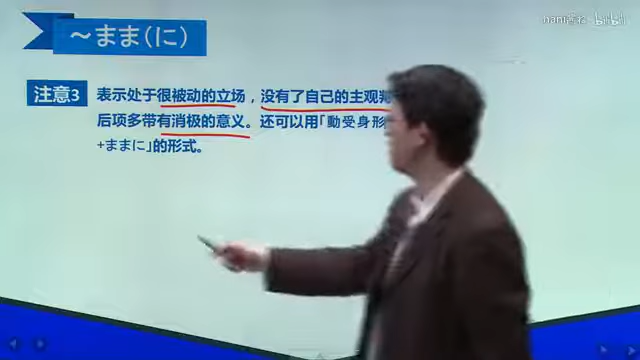 ～まま（に）
注意3
表示处于很被动的立场，没有了自己的主观判
后项多带有消极的意义。还可以用「動受身形
+ままに」的形式。
bilibili